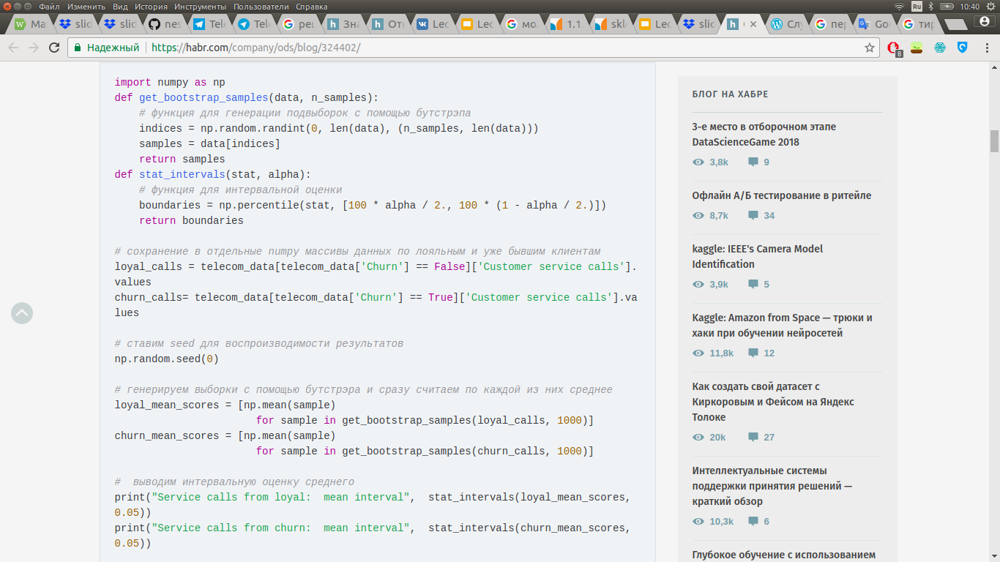 Файл Изменить Вид История Инструменты Пользователи Справка Ru 10:40
Ма slid slid nes Tele Tele реш Зна Отк Lec Lec мо. 1.1. skle Lec slid Слу пер Goo тир
Надежный https://habr.com/company/ods/blog/324402/ 8
import numpy as np
def get_bootstrap_samples(data, n_samples):
# функция для генерации подвыборок с помощью бутстрэпа
indices = np.random.randint(0, len(data), (n_samples, len(data)))
samples = data[indices]
return samples
def stat_intervals(stat, alpha):
# функция для интервальной оценки
boundaries = np.percentile(stat, [100 * alpha / 2., 100 * (1 - alpha / 2.)])
return boundaries
# сохранение в отдельные numpy массивы данных по лояльным и уже бывшим клиентам
loyal_calls = telecom_data[telecom_data['Churn'] == False]['Customer service calls'].
values
churn_calls= telecom_data[telecom_data['Churn'] == True]['Customer service calls'].va
lues
# ставим seed для воспроизводимости результатов
np.random.seed(0)
# генерируем выборки с помощью бутстрэра и сразу считаем по каждой из них среднее
loyal_mean_scores = [np.mean(sample)
for sample in get_bootstrap_samples(loyal_calls, 1000)]
churn_mean_scores = [np.mean(sample)
for sample in get_bootstrap_samples(churn_calls, 1000)]
#  выводим интервальную оценку среднего
print("Service calls from loyal:  mean interval",  stat_intervals(loyal_mean_scores,
0.05))
print("Service calls from churn:  mean interval",  stat_intervals(churn_mean_scores,
0.05))
БЛОГ НА ХАБРЕ
3-е место в отборочном этапе
DataScienceGame 2018
3,8k 9
Офлайн А/Б тестирование в ритейле
8,7k 34
kaggle: IEEE's Camera Model
Identification
3,9k 5
Kaggle: Amazon from Space — трюки и
хаки при обучении нейросетей
11,8k 12
Как создать свой датасет с
Киркоровым и Фейсом на Яндекс
Толоке
20k 27
Интеллектуальные системы
поддержки принятия решений —
краткий обзор
10,3k 6
Глубокое обучение с использованием